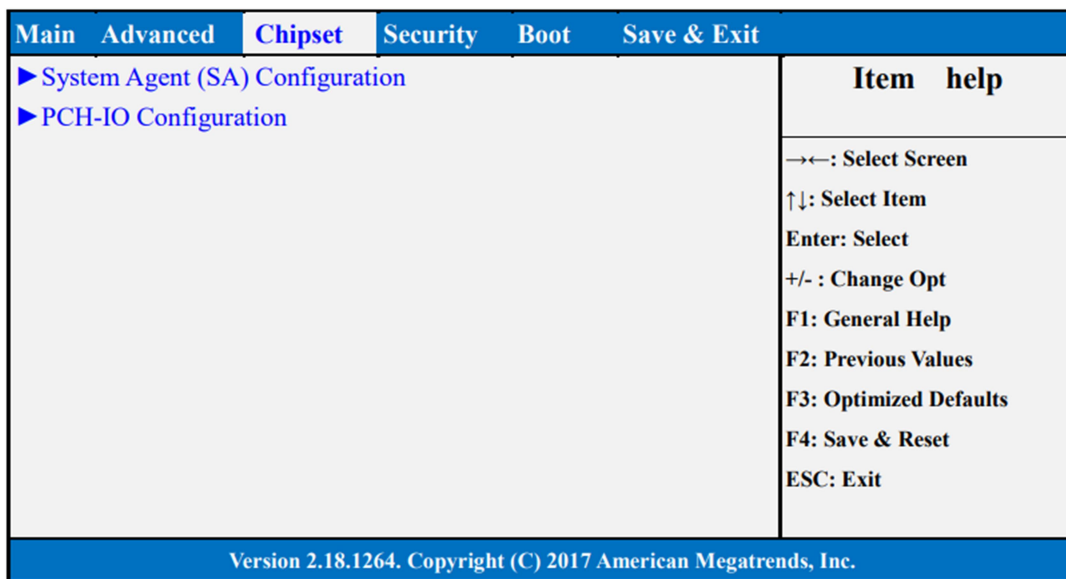 Main Advanced Chipset Security Boot Save & Exit
►System Agent (SA) Configuration
►PCH-IO Configuration
Item help
→←: Select Screen
↑↓: Select Item
Enter: Select
+/- : Change Opt
F1: General Help
F2: Previous Values
F3: Optimized Defaults
F4: Save & Reset
ESC: Exit
Version 2.18.1264. Copyright (C) 2017 American Megatrends, Inc.